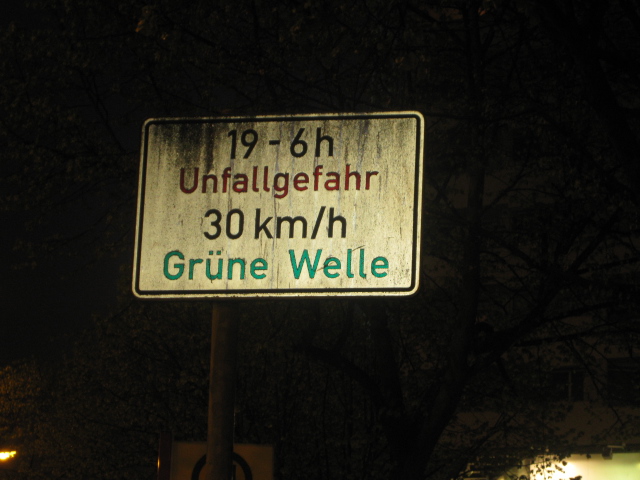 19 - 6 h
Unfallgefahr
30 km/h
Grüne Welle